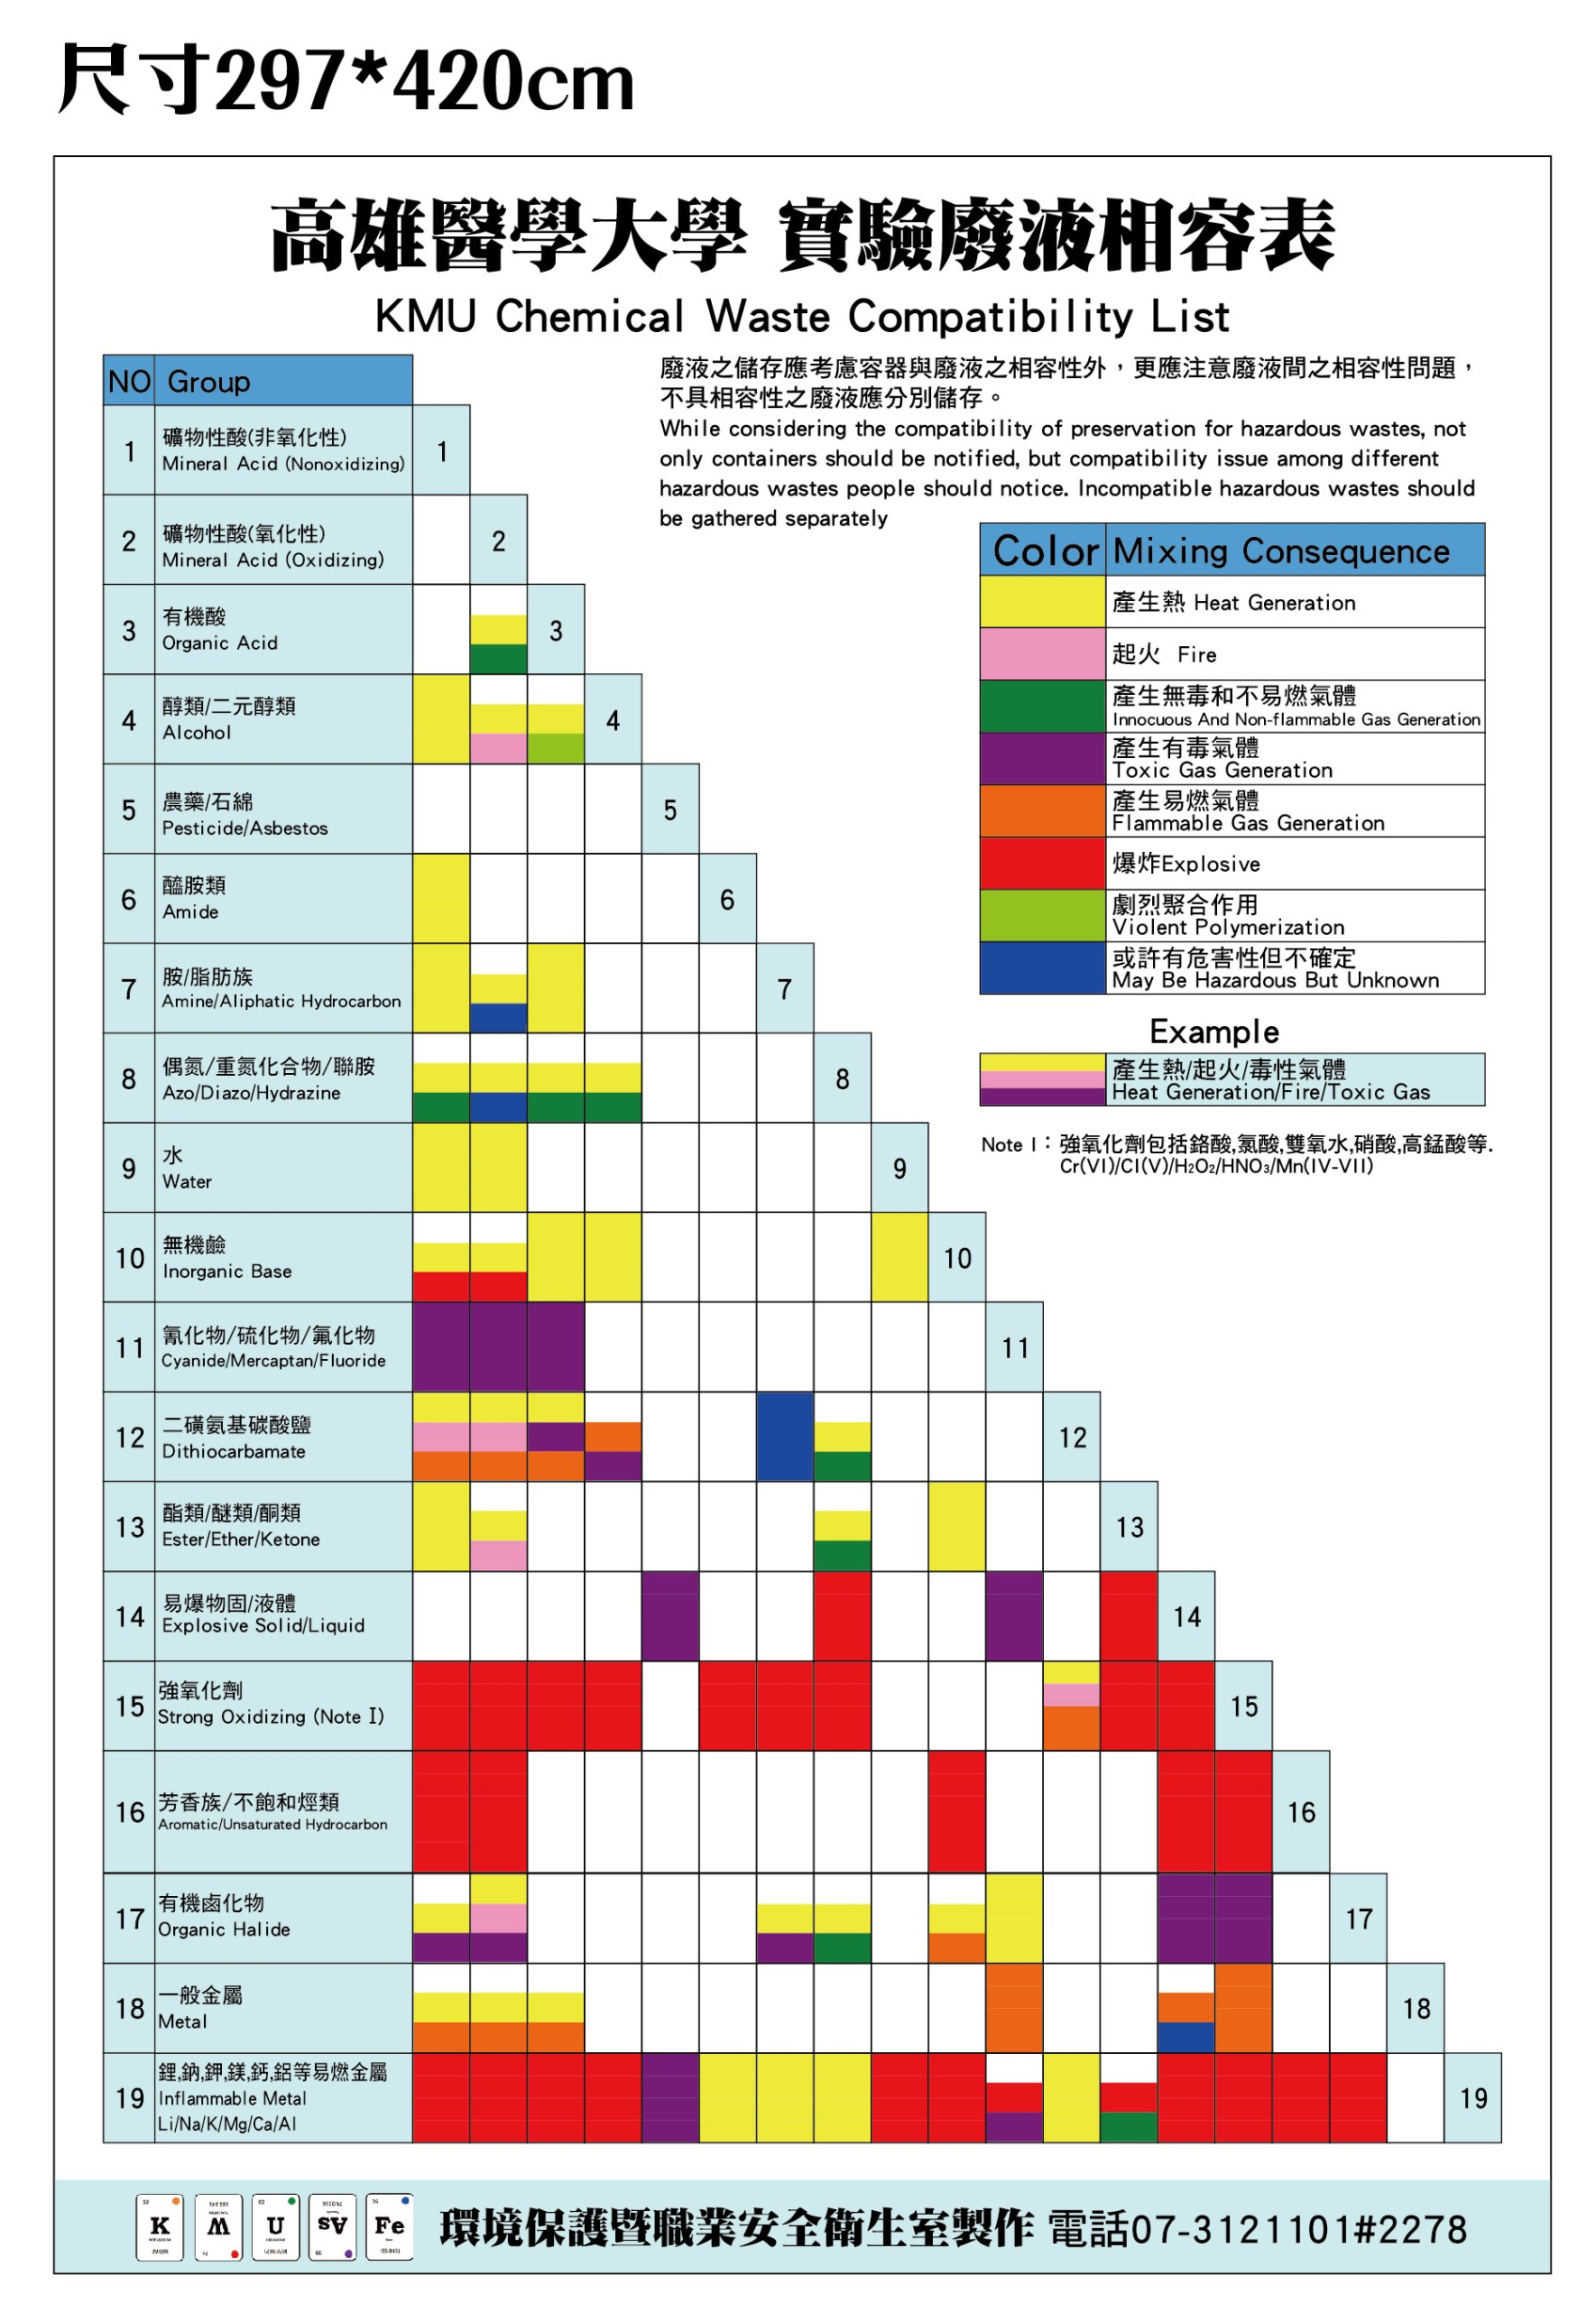 尺寸297*420cm
高雄醫學大學 實驗廢液相容表
KMU Chemical Waste Compatibility List
廢液之儲存應考慮容器與廢液之相容性外，更應注意廢液間之相容性問題，
不具相容性之廢液應分別儲存。
While considering the compatibility of preservation for hazardous wastes, not
only containers should be notified, but compatibility issue among different
hazardous wastes people should notice. Incompatible hazardous wastes should
be gathered separately
NO Group
1 礦物性酸(非氧化性) 1
Mineral Acid (Nonoxidizing)
2 礦物性酸(氧化性) 2
Mineral Acid (Oxidizing)
3 有機酸 3
Organic Acid
4 醇類/二元醇類 4
Alcohol
5 農藥/石綿 5
Pesticide/Asbestos
6 醯胺類 6
Amide
7 胺/脂肪族 7
Amine/Aliphatic Hydrocarbon
8 偶氮/重氮化合物/聯胺 8
Azo/Diazo/Hydrazine
9 水 9
Water
10 無機鹼 10
Inorganic Base
11 氰化物/硫化物/氟化物 11
Cyanide/Mercaptan/Fluoride
12 二磺氨基碳酸鹽 12
Dithiocarbamate
13 酯類/醚類/酮類 13
Ester/Ether/Ketone
14 易爆物固/液體 14
Explosive Solid/Liquid
15 強氧化劑 15
Strong Oxidizing (Note I)
16 芳香族/不飽和烴類 16
Aromatic/Unsaturated Hydrocarbon
17 有機鹵化物 17
Organic Halide
18 一般金屬 18
Metal
19 鋰,鈉,鉀,鎂,鈣,鋁等易燃金屬 19
Inflammable Metal
Li/Na/K/Mg/Ca/Al
Color Mixing Consequence
產生熱 Heat Generation
起火 Fire
產生無毒和不易燃氣體
Innocuous And Non-flammable Gas Generation
產生有毒氣體
Toxic Gas Generation
產生易燃氣體
Flammable Gas Generation
爆炸Explosive
劇烈聚合作用
Violent Polymerization
或許有危害性但不確定
May Be Hazardous But Unknown
Example
產生熱/起火/毒性氣體
Heat Generation/Fire/Toxic Gas
Note I：強氧化劑包括鉻酸,氯酸,雙氧水,硝酸,高錳酸等.
Cr(VI)/Cl(V)/H₂O₂/HNO₃/Mn(IV-VII)
K W U As Fe
環境保護暨職業安全衛生室製作 電話07-3121101#2278